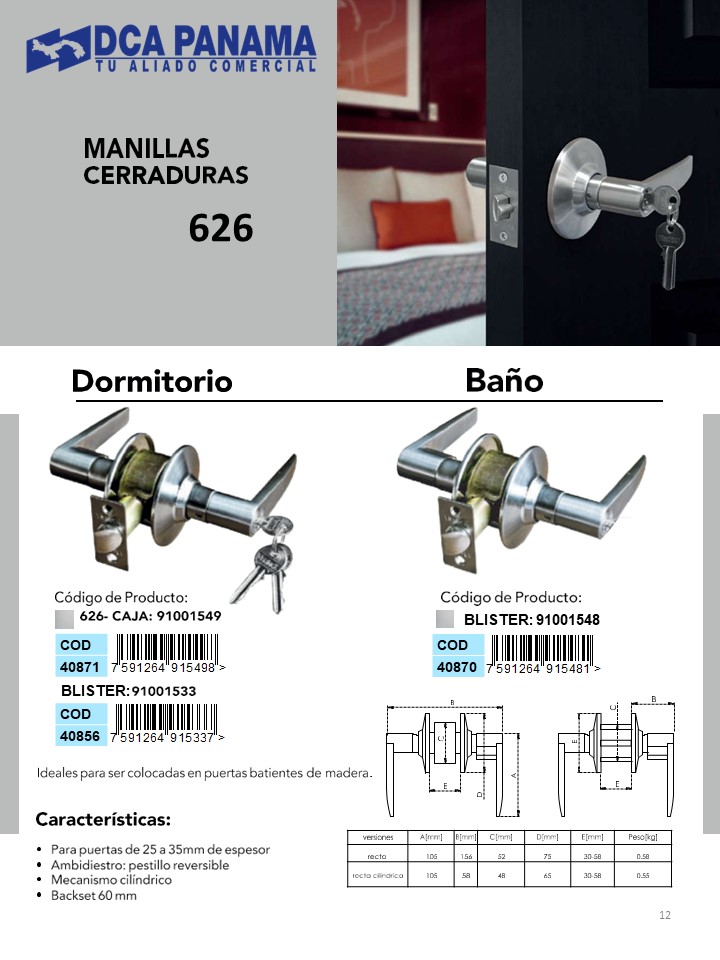 DCA PANAMA
TU ALIADO COMERCIAL
MANILLAS
CERRADURAS
626
Dormitorio
Baño
Código de Producto:
626- CAJA: 91001549
COD
40871
7 591264 915498 >
BLISTER: 91001533
COD
40856
7 591264 915337 >
Código de Producto:
BLISTER: 91001548
COD
40870
7 591264 915481 >
Ideales para ser colocadas en puertas batientes de madera.
Características:
• Para puertas de 25 a 35mm de espesor
• Ambidiestro: pestillo reversible
• Mecanismo cilíndrico
• Backset 60 mm
B
C
A
D
E
B
C
E
E
versiones A[mm] B[mm] C[mm] D[mm] E[mm] Peso[kg]
recta 105 156 52 75 30-58 0.58
recta cilíndrica 105 58 48 65 30-58 0.55
12